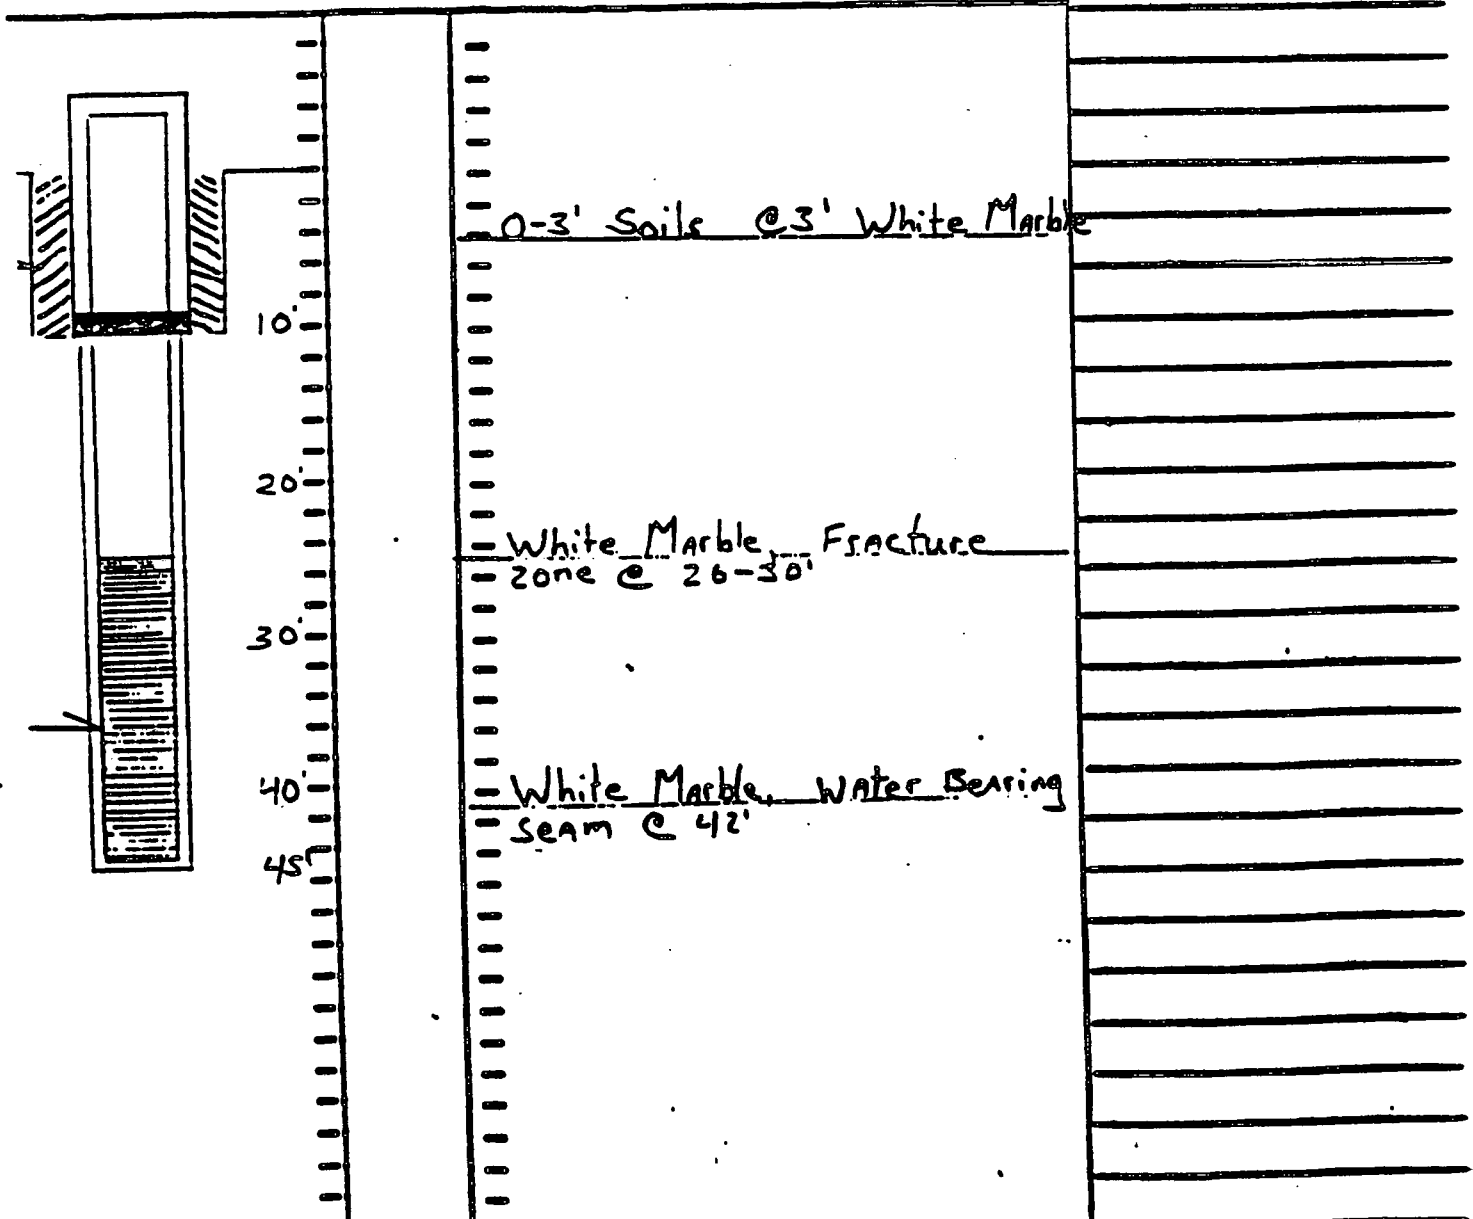 0-3' Soils @3' White Marble
10'
20'
White Marble, Fracture
zone @ 26-30'
30'
40'
White Marble, Water Bearing
seam @ 42'
45'